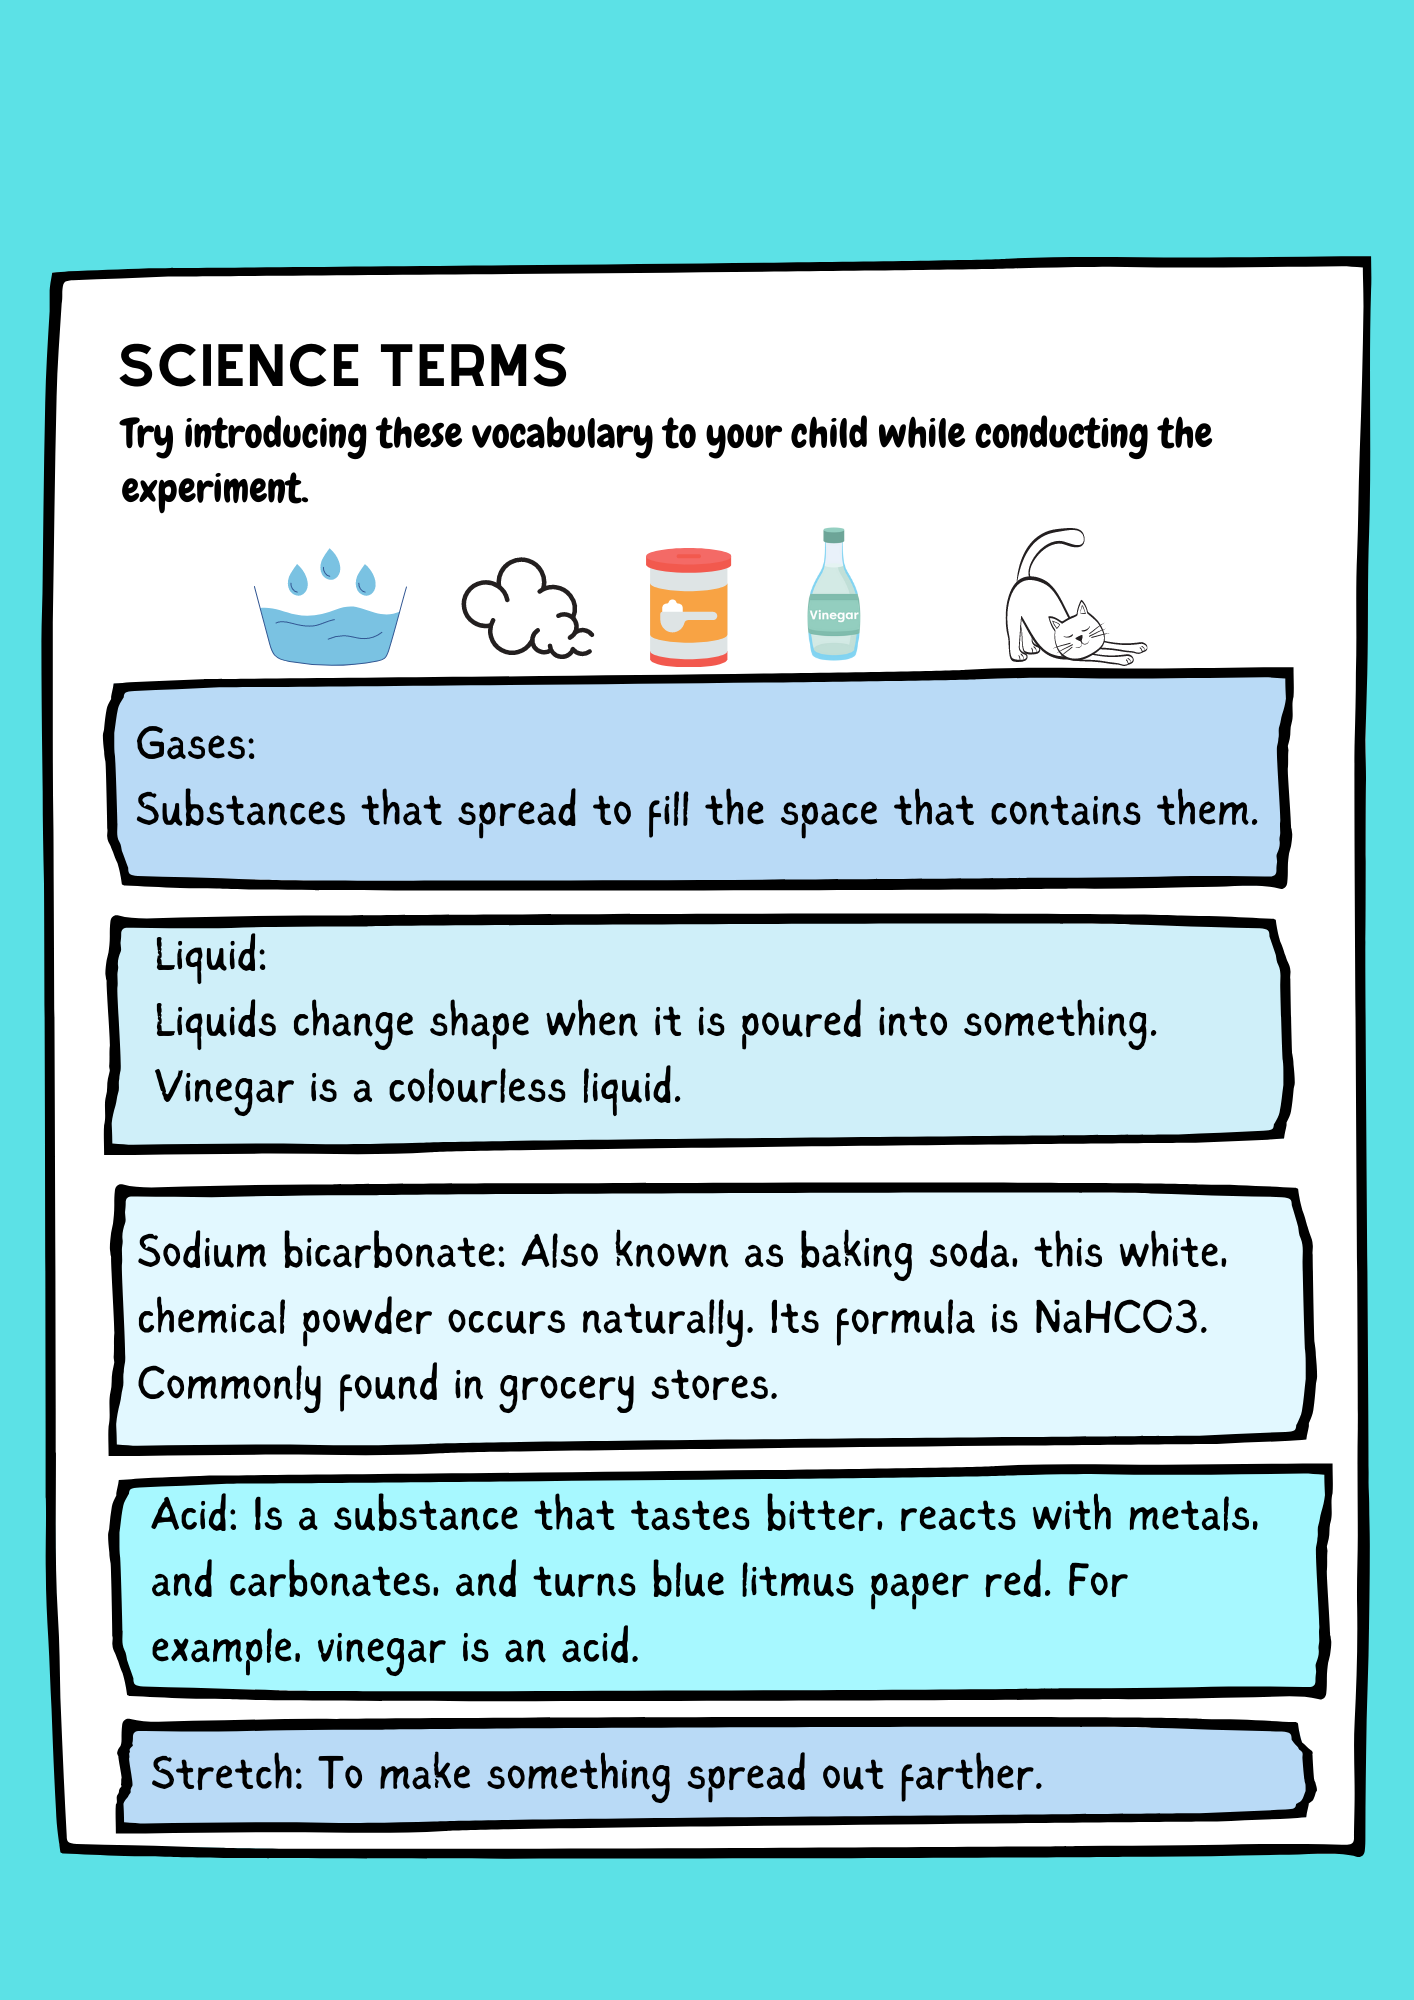 SCIENCE TERMS
Try introducing these vocabulary to your child while conducting the
experiment.
Vinegar
Gases:
Substances that spread to fill the space that contains them.
Liquid:
Liquids change shape when it is poured into something.
Vinegar is a colourless liquid.
Sodium bicarbonate: Also known as baking soda, this white,
chemical powder occurs naturally. Its formula is NaHCO3.
Commonly found in grocery stores.
Acid: Is a substance that tastes bitter, reacts with metals,
and carbonates, and turns blue litmus paper red. For
example, vinegar is an acid.
Stretch: To make something spread out farther.